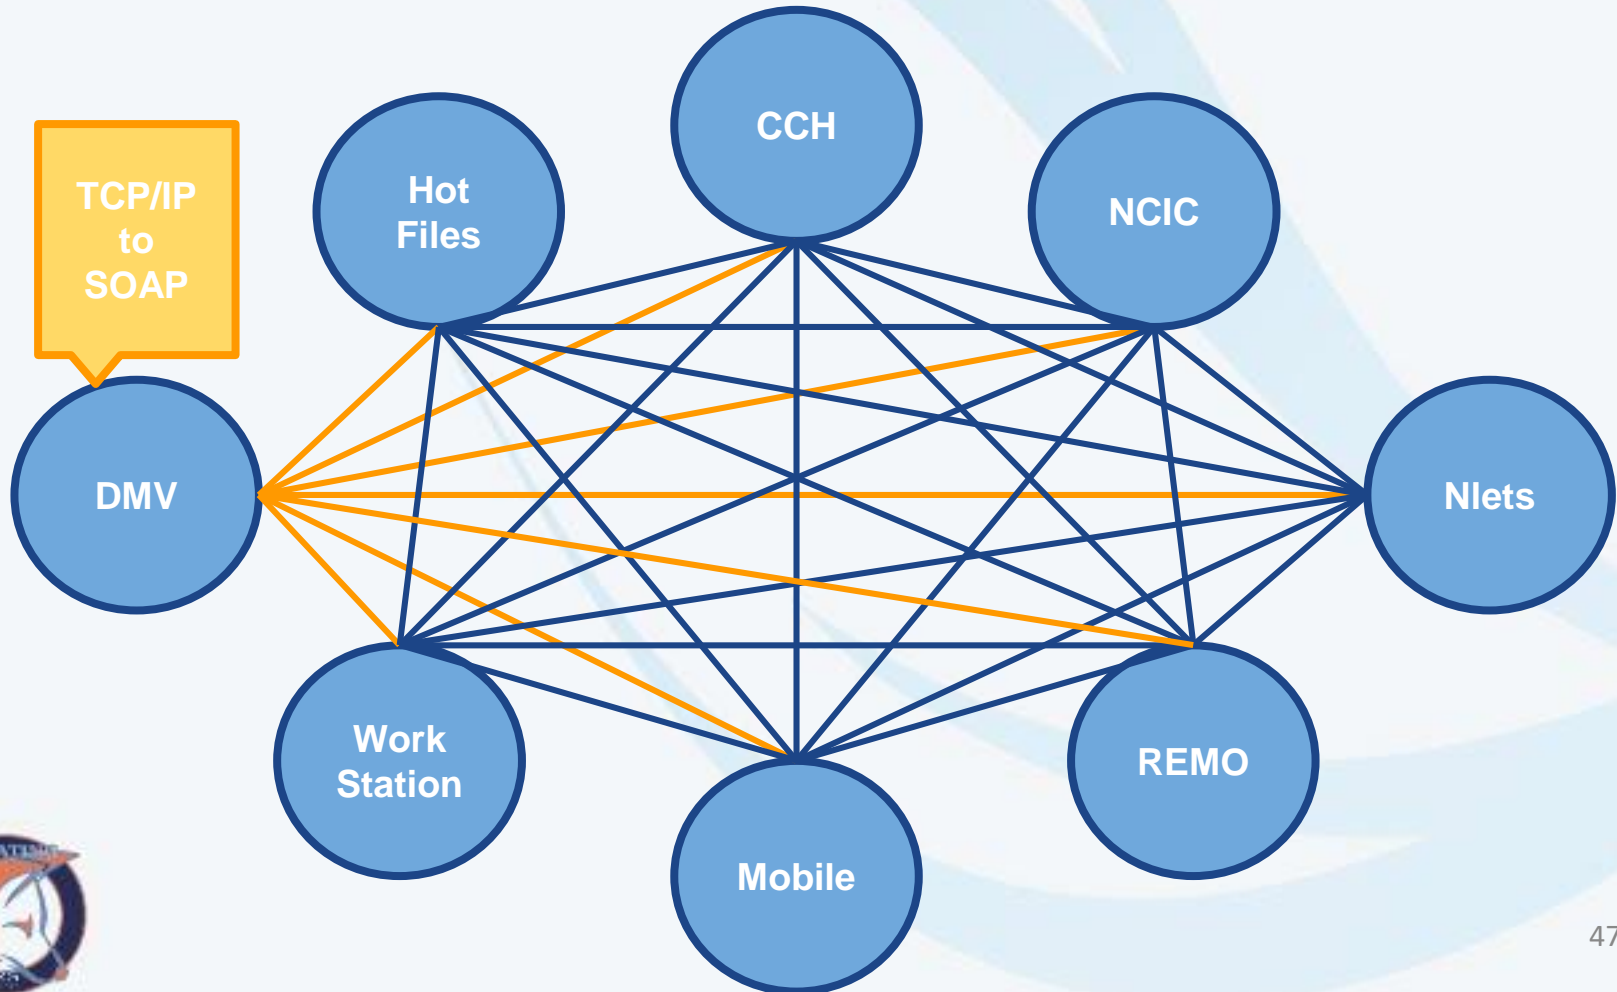 CCH
Hot
Files
NCIC
TCP/IP
to
SOAP
DMV
Nlets
Work
Station
REMO
Mobile
47